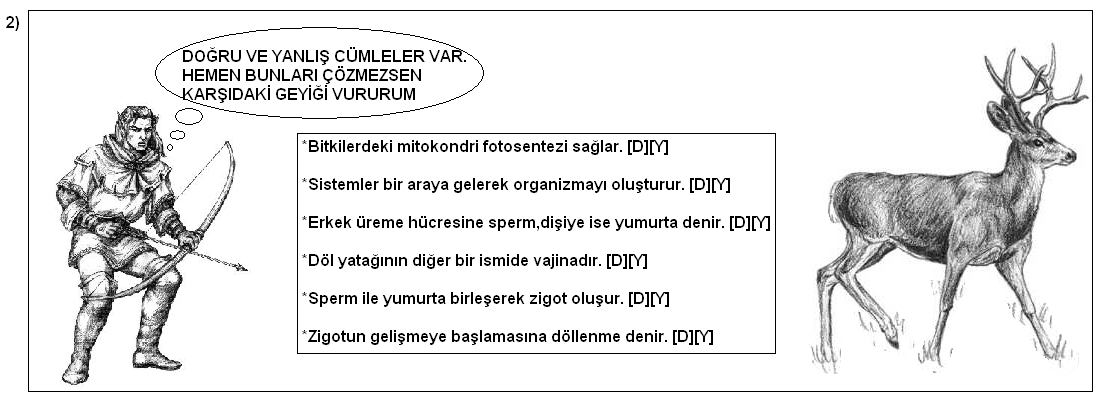 2)
DOĞRU VE YANLIŞ CÜMLELER VAR.
HEMEN BUNLARI ÇÖZMEZSEN
KARŞIDAKİ GEYİĞİ VURURUM
*Bitkilerdeki mitokondri fotosentezi sağlar. [D][Y]
*Sistemler bir araya gelerek organizmayı oluşturur. [D][Y]
*Erkek üreme hücresine sperm,dişiye ise yumurta denir. [D][Y]
*Döl yatağının diğer bir ismide vajinadır. [D][Y]
*Sperm ile yumurta birleşerek zigot oluşur. [D][Y]
*Zigotun gelişmeye başlamasına döllenme denir. [D][Y]